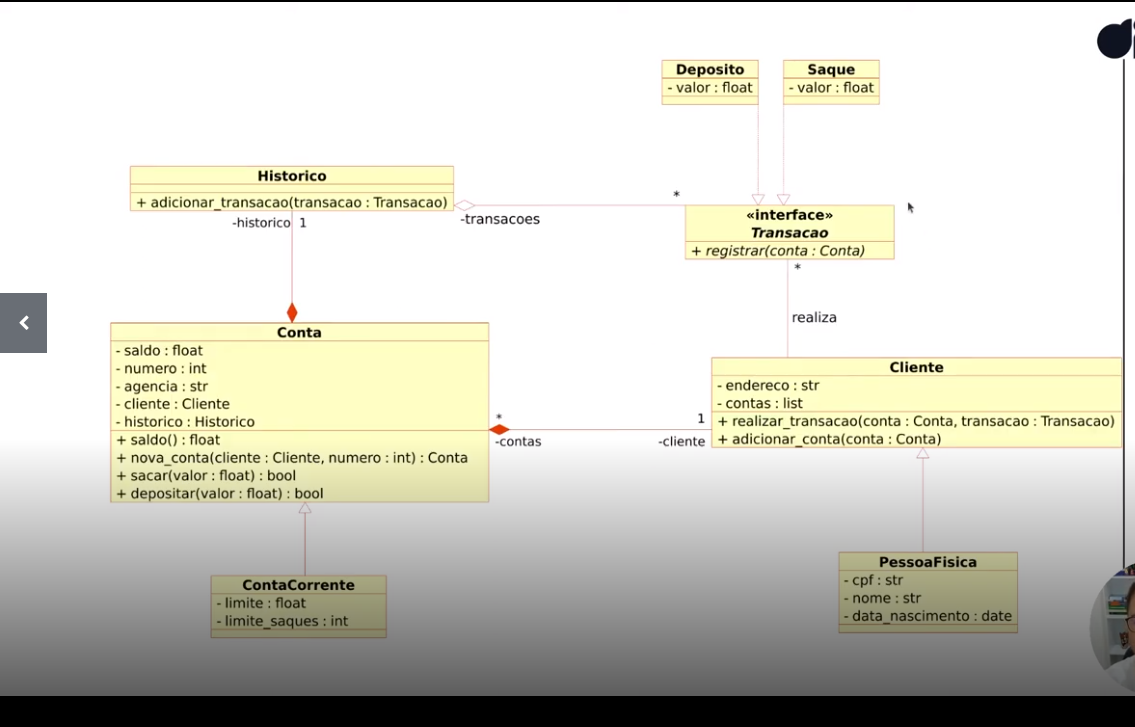 Deposito
- valor : float
Saque
- valor : float
Historico
+ adicionar_transacao(transacao : Transacao)
-historico 1
*
-transacoes
«interface»
Transacao
+ registrar(conta : Conta)
*
realiza
Conta
- saldo : float
- numero : int
- agencia : str
- cliente : Cliente
- historico : Historico
+ saldo() : float
+ nova_conta(cliente : Cliente, numero : int) : Conta
+ sacar(valor : float) : bool
+ depositar(valor : float) : bool
*
-contas
1
-cliente
Cliente
- endereco : str
- contas : list
+ realizar_transacao(conta : Conta, transacao : Transacao)
+ adicionar_conta(conta : Conta)
ContaCorrente
- limite : float
- limite_saques : int
PessoaFisica
- cpf : str
- nome : str
- data_nascimento : date